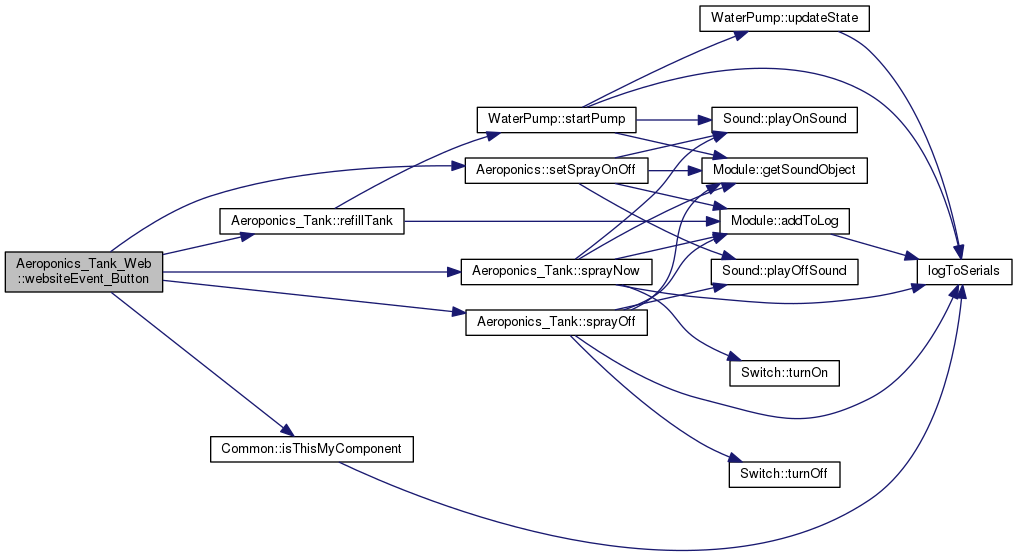 WaterPump::updateState
WaterPump::startPump
Sound::playOnSound
Aeroponics::setSprayOnOff
Module::getSoundObject
Aeroponics_Tank::refillTank
Module::addToLog
Aeroponics_Tank_Web
::websiteEvent_Button
Aeroponics_Tank::sprayNow
Sound::playOffSound
logToSerials
Aeroponics_Tank::sprayOff
Switch::turnOn
Common::isThisMyComponent
Switch::turnOff